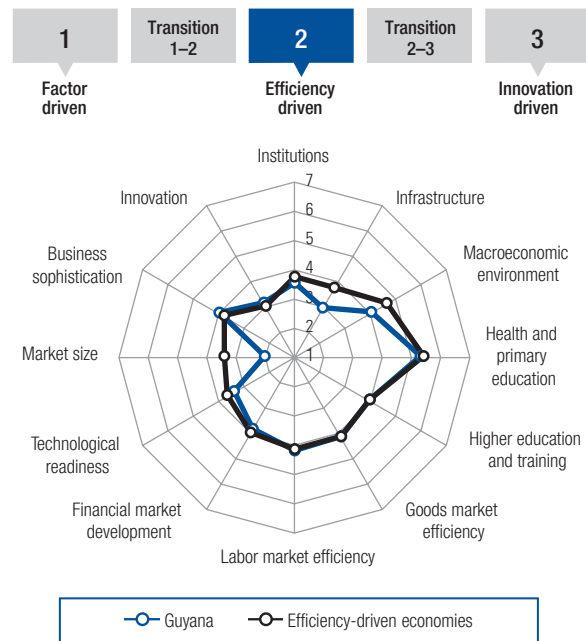 1
Transition
1–2
2
Transition
2–3
3
Factor
driven
Efficiency
driven
Innovation
driven
Institutions
Infrastructure
Macroeconomic
environment
Health and
primary
education
Higher education
and training
Goods market
efficiency
Labor market efficiency
Financial market
development
Technological
readiness
Market size
Business
sophistication
Innovation
7
6
5
4
3
2
1
Guyana
Efficiency-driven economies